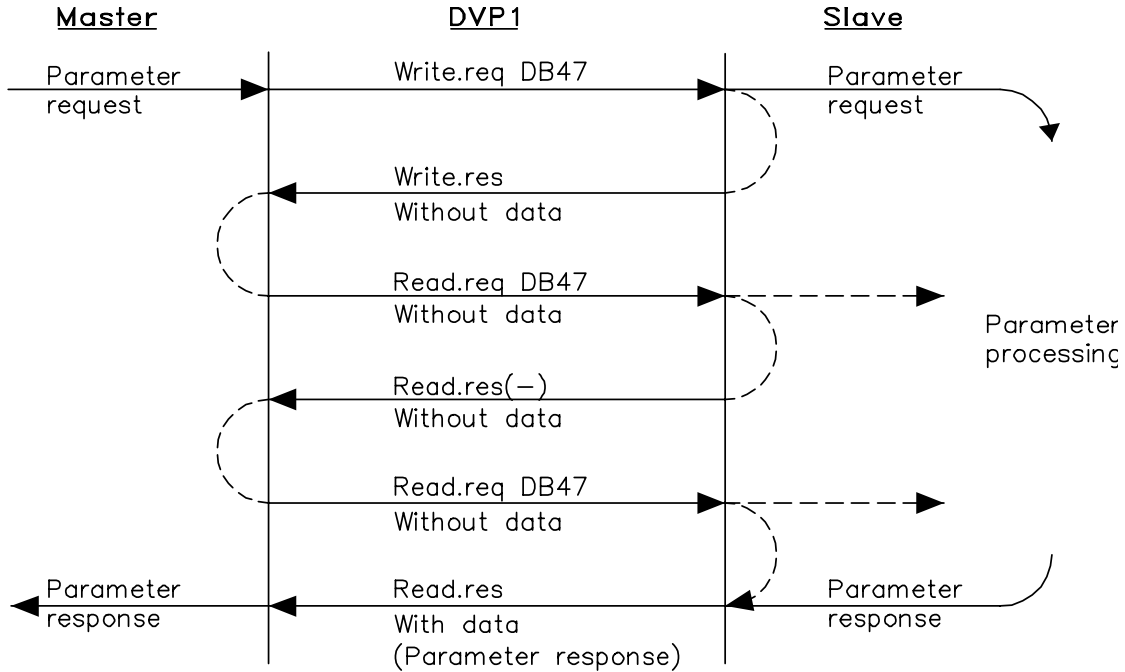 Master
DVP1
Slave
Parameter
request
Write.req DB47
Parameter
request
Write.res
Without data
Read.req DB47
Without data
Parameter
processing
Read.res(-)
Without data
Read.req DB47
Without data
Parameter
response
Read.res
With data
(Parameter response)
Parameter
response